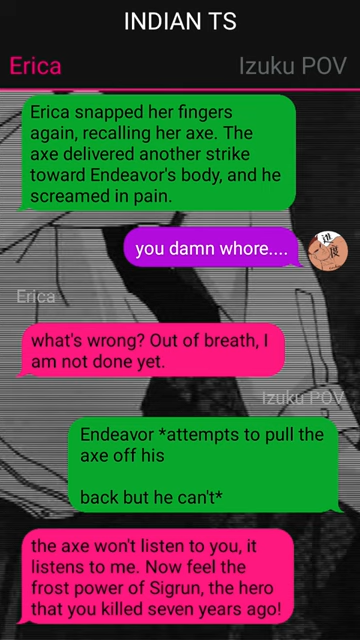 INDIAN TS
Erica
Izuku POV
Erica snapped her fingers
again, recalling her axe. The
axe delivered another strike
toward Endeavor's body, and he
screamed in pain.
you damn whore....
Erica
what's wrong? Out of breath, I
am not done yet.
Izuku POV
Endeavor *attempts to pull the
axe off his
back but he can't*
the axe won't listen to you, it
listens to me. Now feel the
frost power of Sigrun, the hero
that you killed seven years ago!